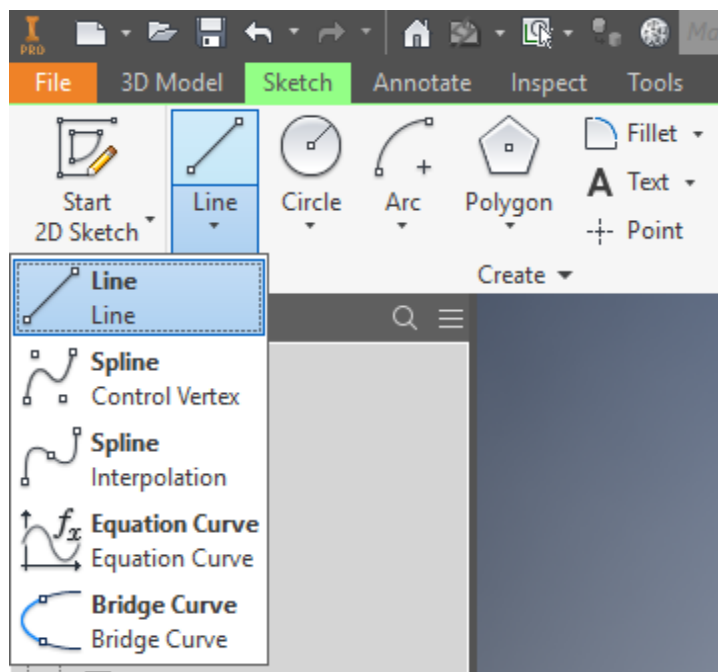 PRO
File 3D Model Sketch Annotate Inspect Tools
Fillet
Text
Start
2D Sketch
Line Circle Arc Polygon
Point
Create
Line
Line
Spline
Control Vertex
Spline
Interpolation
fx Equation Curve
Equation Curve
Bridge Curve
Bridge Curve